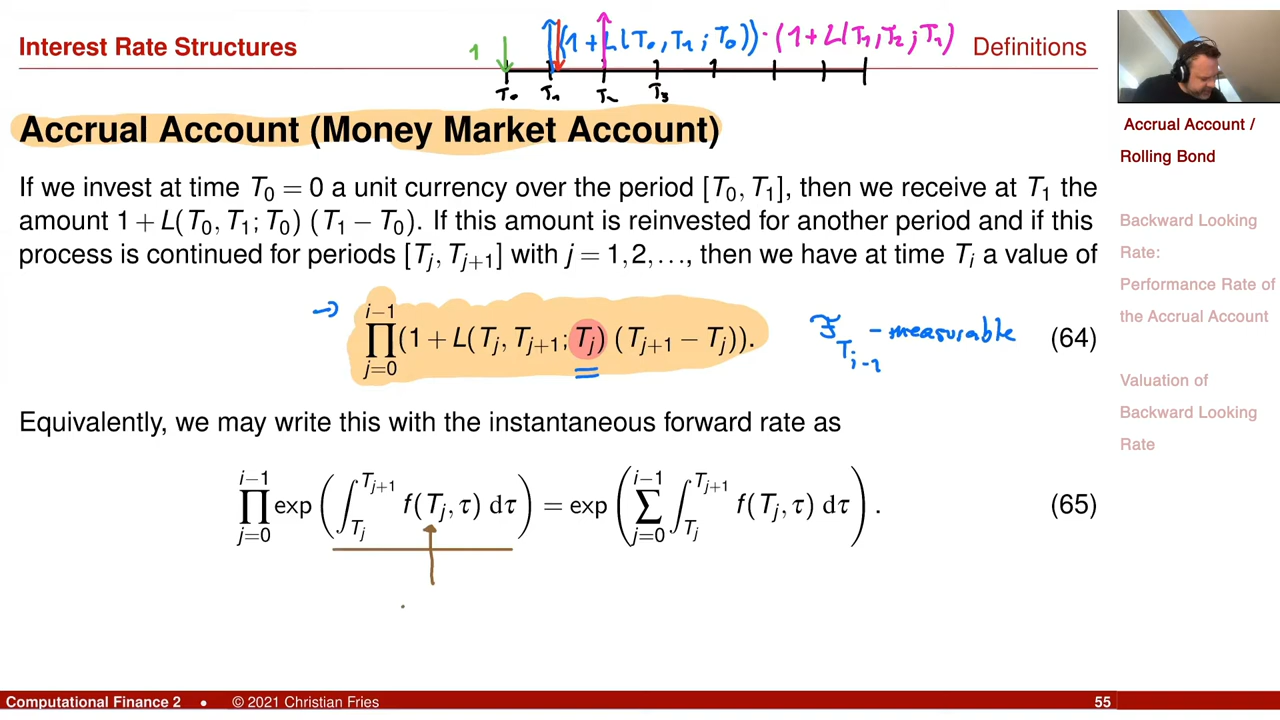 Interest Rate Structures
1 (1 + L(T₀, T₁; T₀)) · (1 + L(T₁, T₂; T₁)
Definitions
T₀ T₁ T₂ T₃
Accrual Account (Money Market Account)
If we invest at time T₀ = 0 a unit currency over the period [T₀, T₁], then we receive at T₁ the
amount 1 + L(T₀, T₁; T₀) (T₁ − T₀). If this amount is reinvested for another period and if this
process is continued for periods [Tⱼ, Tⱼ₊₁] with j = 1, 2, …, then we have at time Tᵢ a value of
→ ∏_{j=0}^{i−1} (1 + L(Tⱼ, Tⱼ₊₁; Tⱼ) (Tⱼ₊₁ − Tⱼ)). ℱ_{T_{i−1}} - measurable (64)
Equivalently, we may write this with the instantaneous forward rate as
∏_{j=0}^{i−1} exp ( ∫_{Tⱼ}^{Tⱼ₊₁} f(Tⱼ, τ) dτ ) = exp ( ∑_{j=0}^{i−1} ∫_{Tⱼ}^{Tⱼ₊₁} f(Tⱼ, τ) dτ ) . (65)
Accrual Account /
Rolling Bond
Backward Looking
Rate:
Performance Rate of
the Accrual Account
Valuation of
Backward Looking
Rate
Computational Finance 2 • © 2021 Christian Fries 55